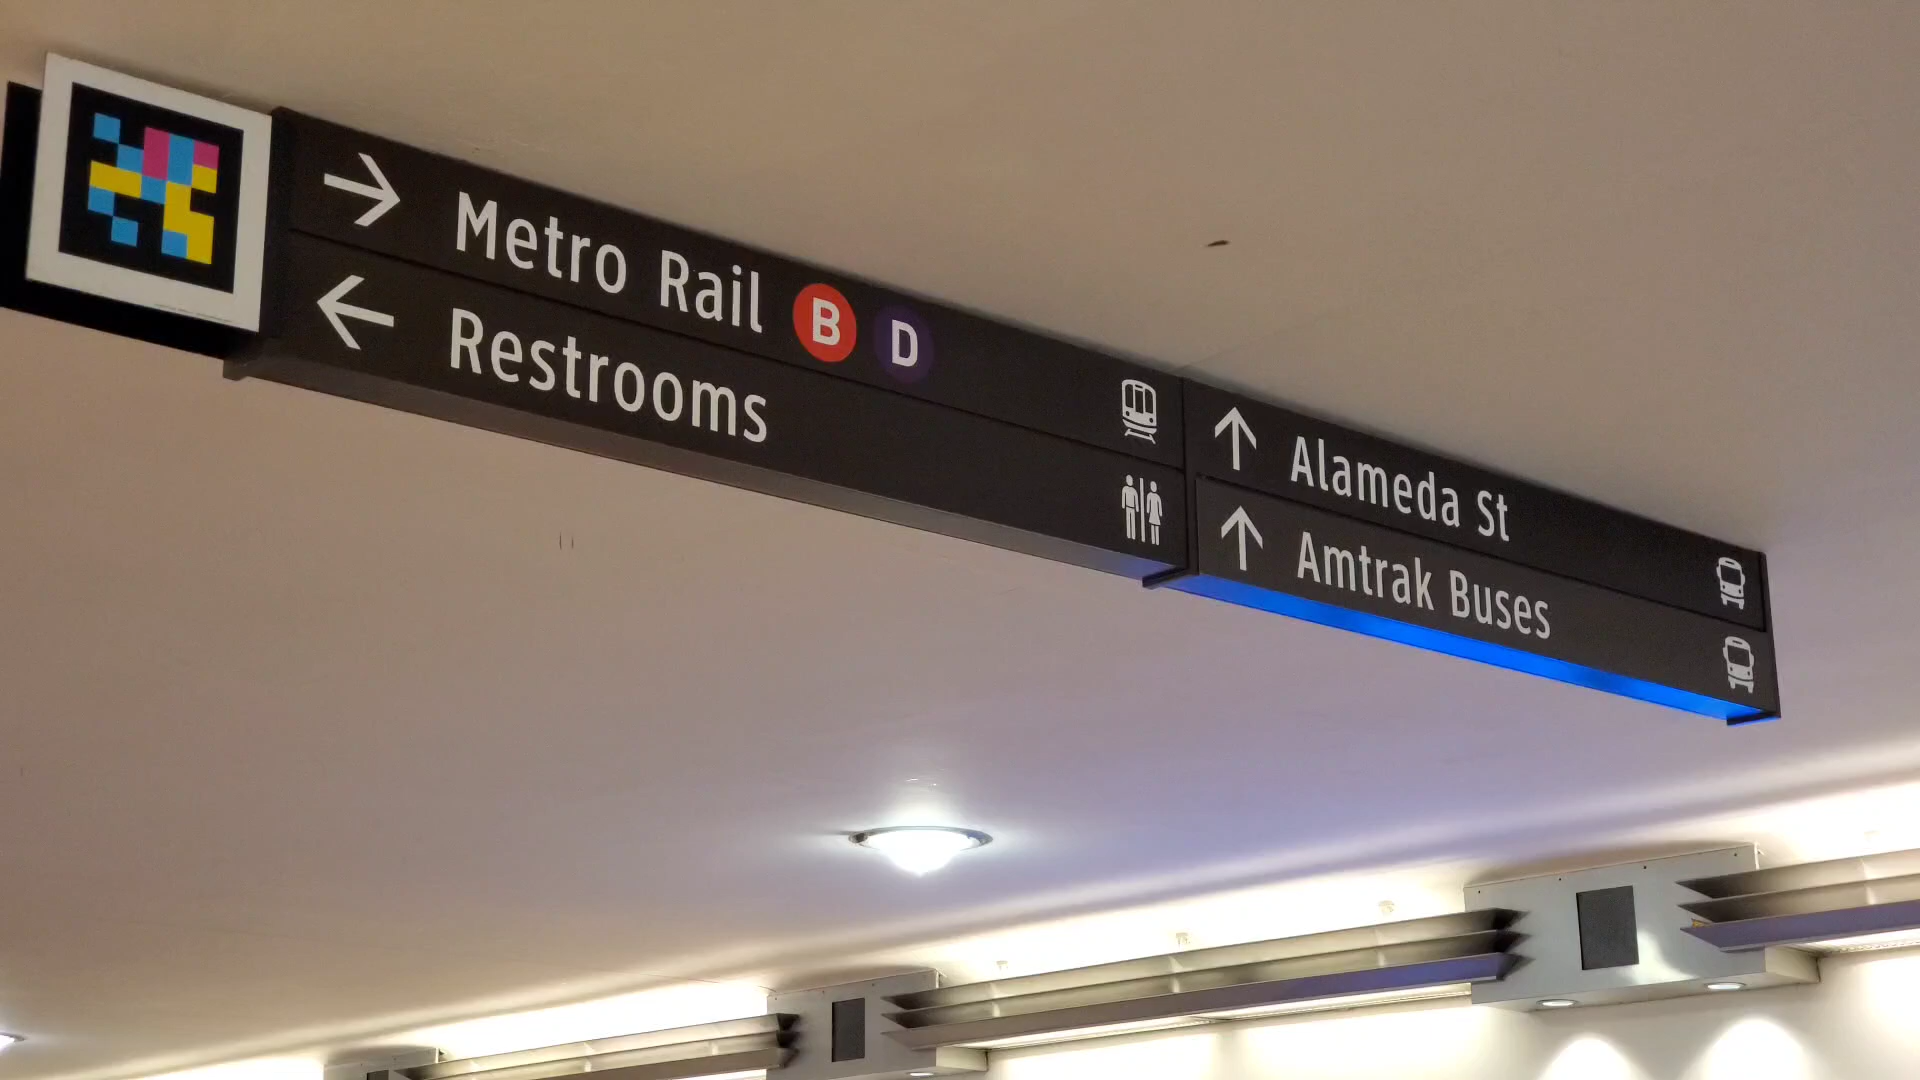 Metro Rail B D
Restrooms
Alameda St
Amtrak Buses